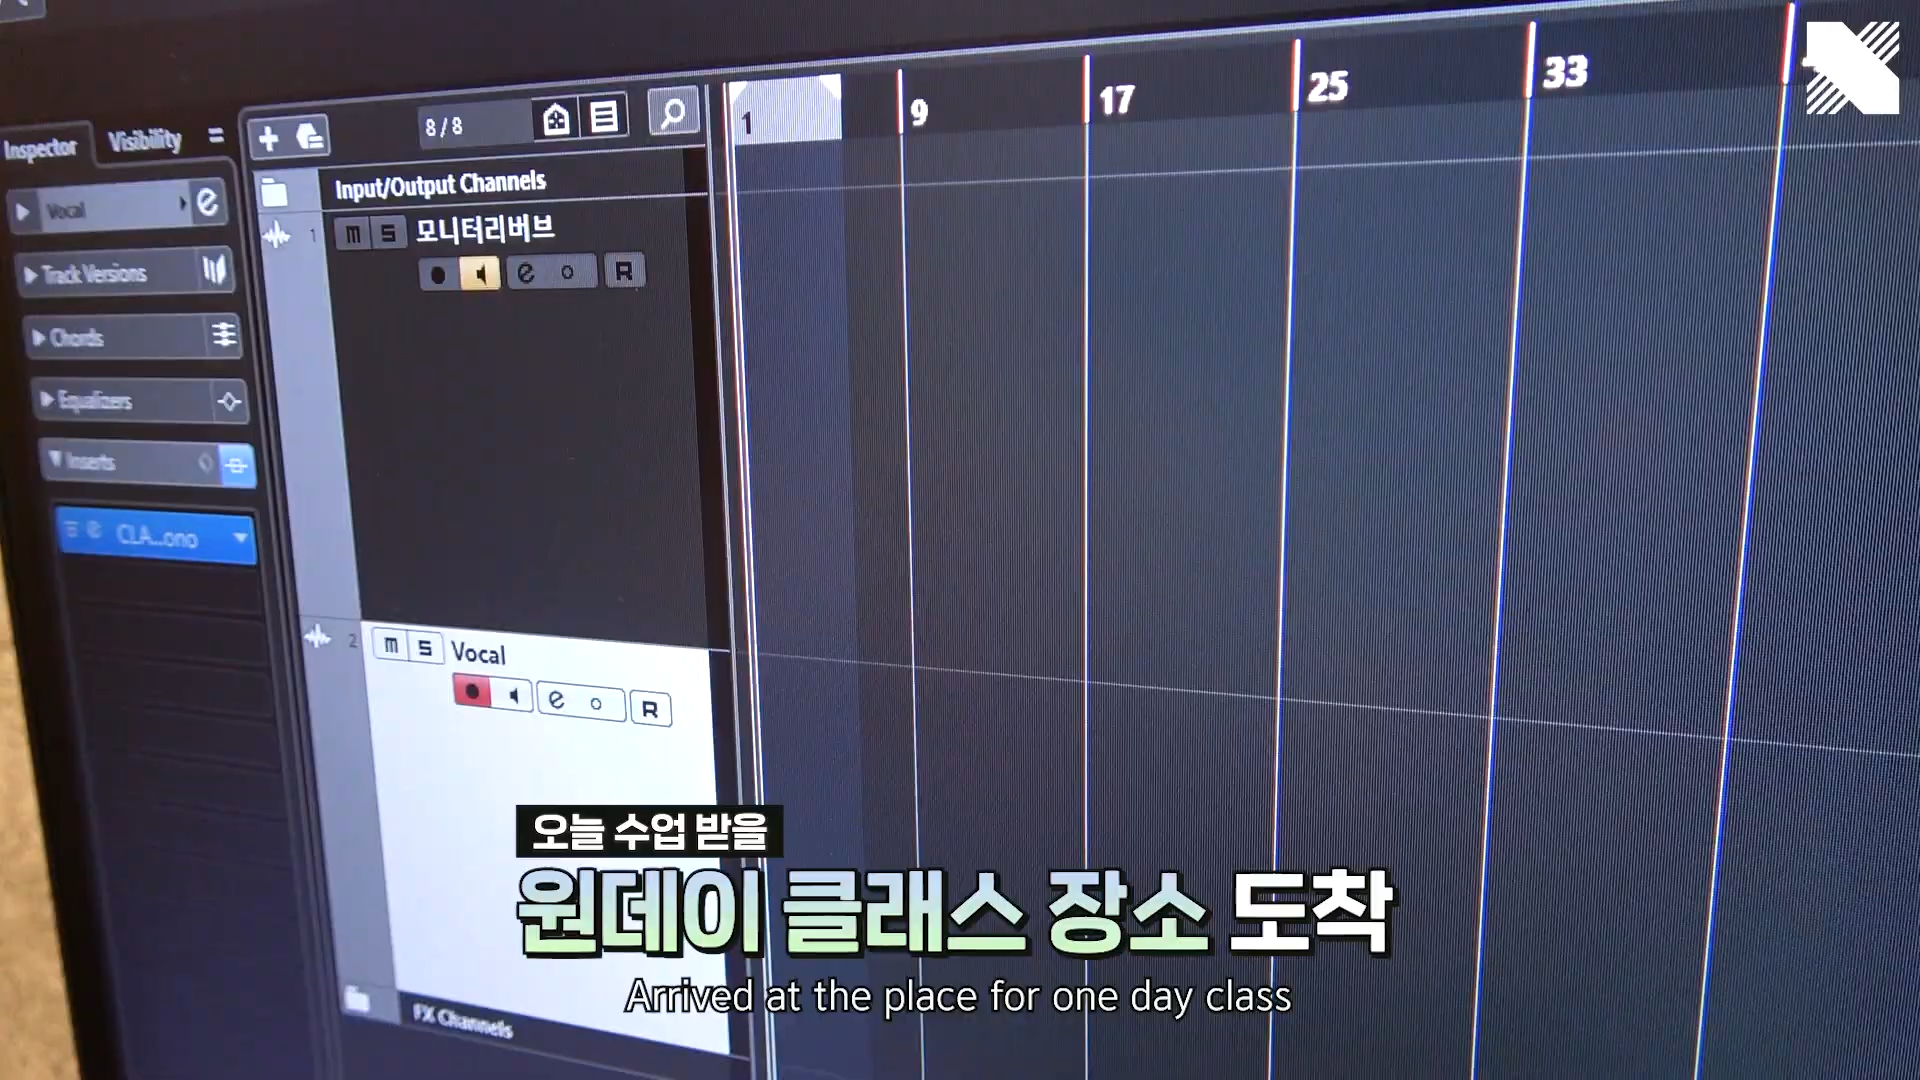 1 9 17 25 33
Inspector Visibility
8/8
Vocal
Input/Output Channels
1 m S 모니터리버브
e R
Track Versions
Chords
Equalizers
Inserts
CLA...ono
2 m S Vocal
e R
FX Channels
오늘 수업 받을
원데이 클래스 장소 도착
Arrived at the place for one day class